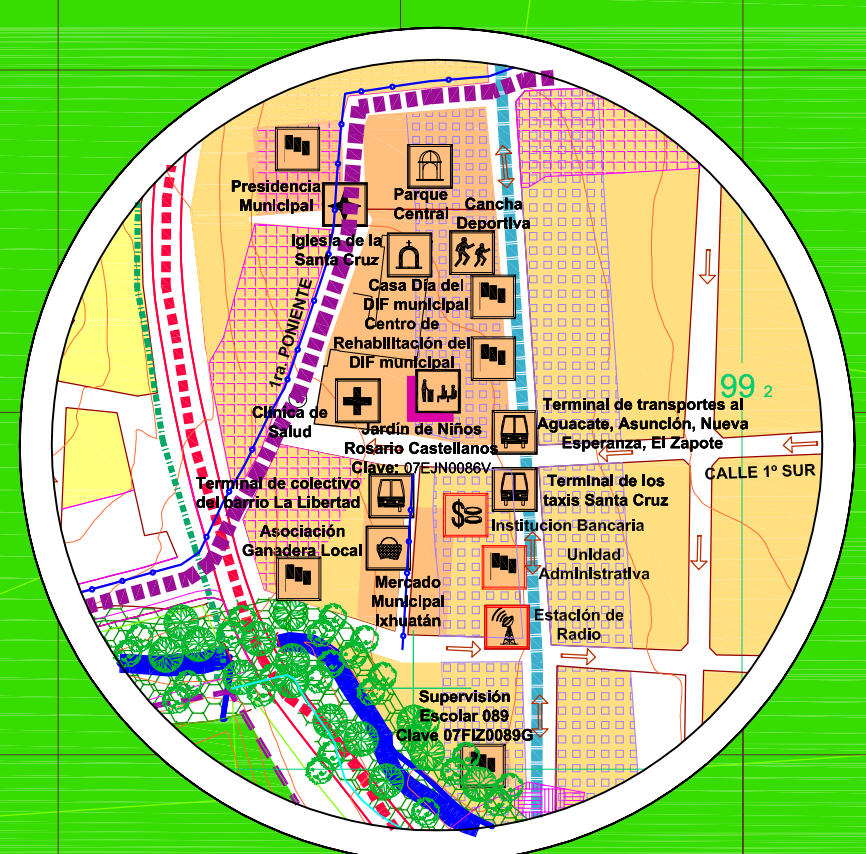 Presidencia
Municipal
Parque
Central
Cancha
Deportiva
Iglesia de la
Santa Cruz
Casa Día del
DIF municipal
Centro de
Rehabilitación del
DIF municipal
1ra. PONIENTE
99 2
Clínica de
Salud
Jardín de Niños
Rosario Castellanos
Clave: 07EJN0086V
Terminal de transportes al
Aguacate, Asunción, Nueva
Esperanza, El Zapote
CALLE 1º SUR
Terminal de colectivo
del barrio La Libertad
Terminal de los
taxis Santa Cruz
$
Institucion Bancaria
Asociación
Ganadera Local
Unidad
Administrativa
Mercado
Municipal
Ixhuatán
Estación de
Radio
Supervisión
Escolar 089
Clave 07FIZ0089G